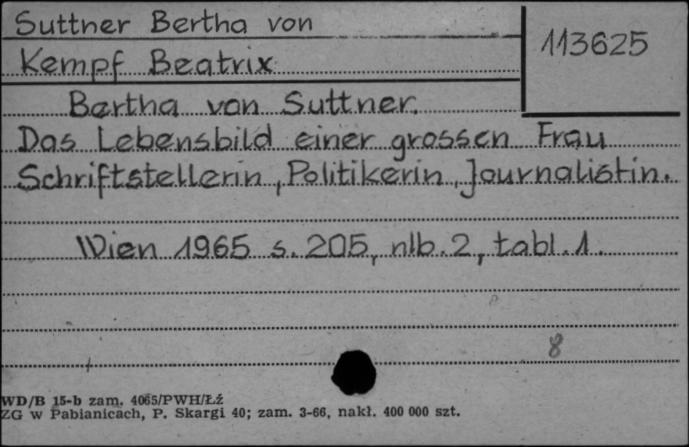 Suttner Bertha von
113625
Kempf Beatrix
Bertha von Suttner.
Das Lebensbild einer grossen Frau
Schriftstellerin, Politikerin, Journalistin.
Wien 1965 s. 205, nlb. 2, tabl. 1.
8
WD/B 15-b zam. 4065/PWH/Łź
ZG w Pabianicach, P. Skargi 40; zam. 3-66, nakł. 400 000 szt.